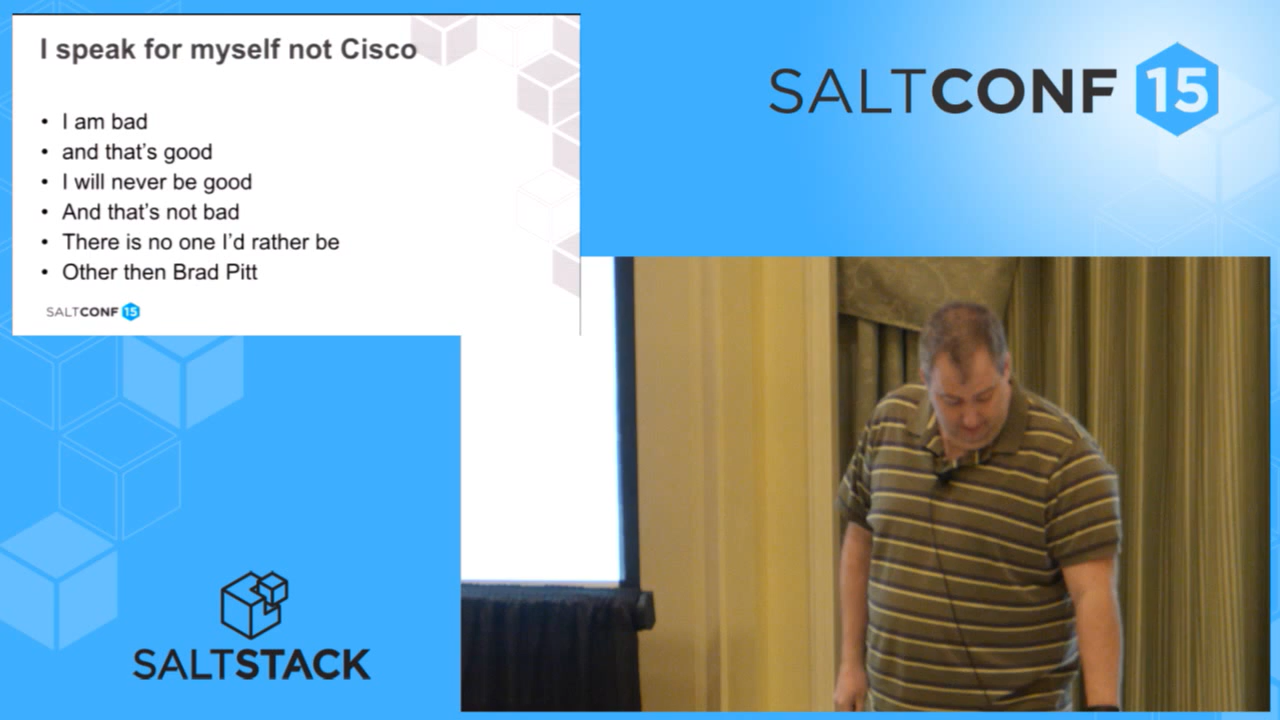 I speak for myself not Cisco
• I am bad
• and that's good
• I will never be good
• And that's not bad
• There is no one I'd rather be
• Other then Brad Pitt
SALTCONF 15
SALTCONF 15
SALTSTACK